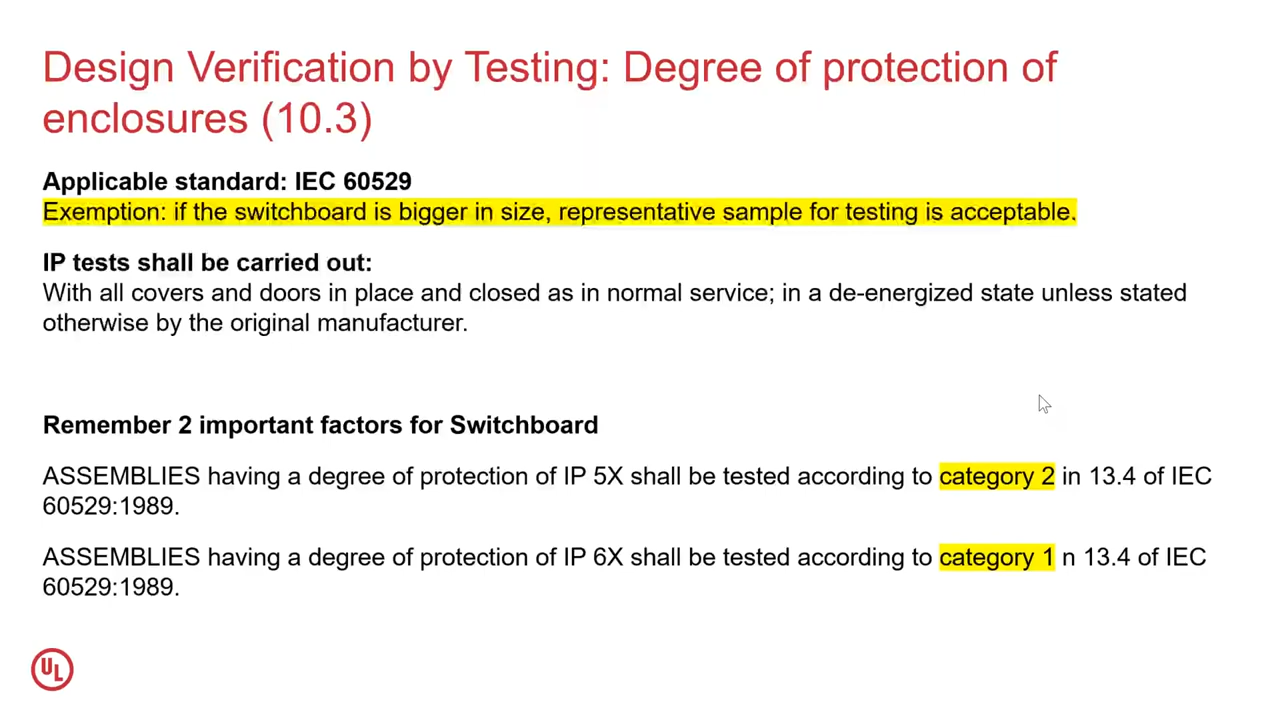 Design Verification by Testing: Degree of protection of
enclosures (10.3)
Applicable standard: IEC 60529
Exemption: if the switchboard is bigger in size, representative sample for testing is acceptable.
IP tests shall be carried out:
With all covers and doors in place and closed as in normal service; in a de-energized state unless stated
otherwise by the original manufacturer.
Remember 2 important factors for Switchboard
ASSEMBLIES having a degree of protection of IP 5X shall be tested according to category 2 in 13.4 of IEC
60529:1989.
ASSEMBLIES having a degree of protection of IP 6X shall be tested according to category 1 n 13.4 of IEC
60529:1989.
UL